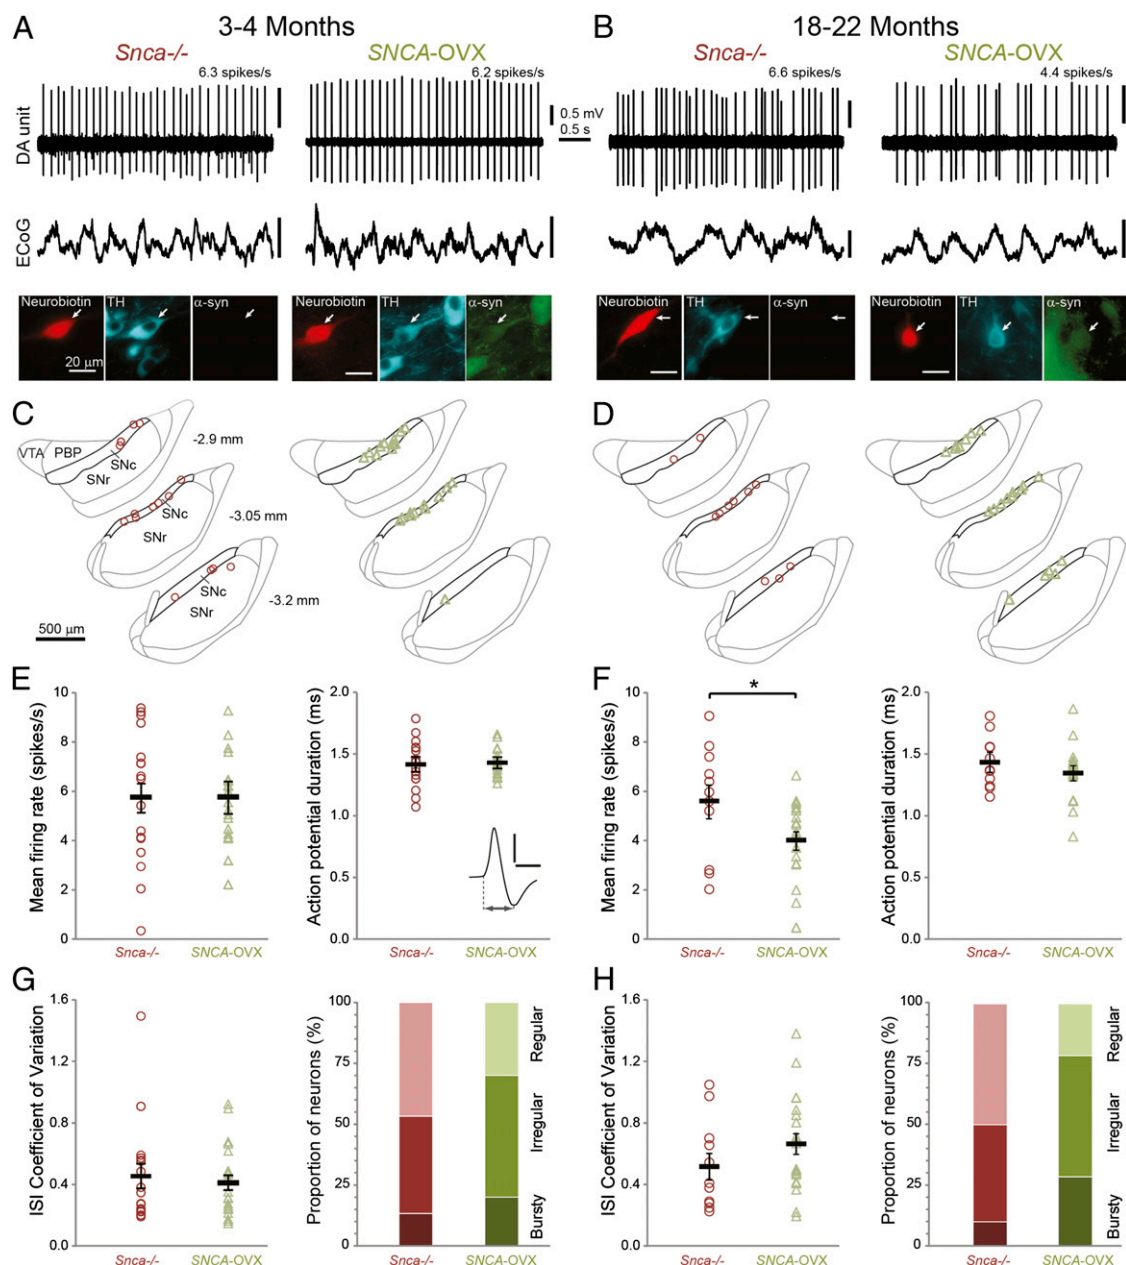 A
3-4 Months
B
18-22 Months
Snca-/-
SNCA-OVX
Snca-/-
SNCA-OVX
6.3 spikes/s
6.2 spikes/s
6.6 spikes/s
4.4 spikes/s
DA unit
0.5 mV
0.5 s
ECoG
Neurobiotin
TH
α-syn
Neurobiotin
TH
α-syn
Neurobiotin
TH
α-syn
Neurobiotin
TH
α-syn
20 µm
C
D
VTA
PBP
SNc
SNr
-2.9 mm
SNc
SNr
-3.05 mm
SNc
SNr
-3.2 mm
500 µm
E
Mean firing rate (spikes/s)
10
8
6
4
2
0
Snca-/-
SNCA-OVX
Action potential duration (ms)
2.0
1.5
1.0
0.5
0.0
Snca-/-
SNCA-OVX
F
Mean firing rate (spikes/s)
10
8
6
4
2
0
*
Snca-/-
SNCA-OVX
Action potential duration (ms)
2.0
1.5
1.0
0.5
0.0
Snca-/-
SNCA-OVX
G
ISI Coefficient of Variation
1.6
1.2
0.8
0.4
0.0
Snca-/-
SNCA-OVX
Proportion of neurons (%)
100
75
50
25
0
Snca-/-
SNCA-OVX
Regular
Irregular
Bursty
H
ISI Coefficient of Variation
1.6
1.2
0.8
0.4
0.0
Snca-/-
SNCA-OVX
Proportion of neurons (%)
100
75
50
25
0
Snca-/-
SNCA-OVX
Regular
Irregular
Bursty